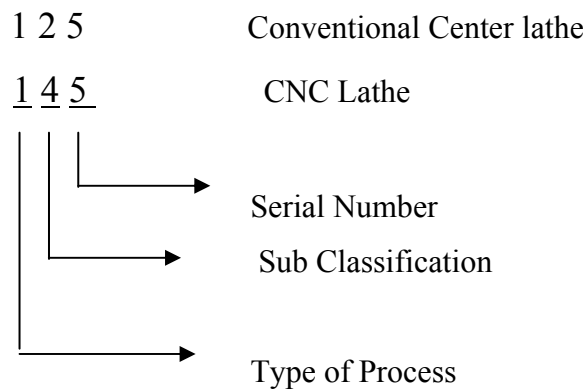 1 2 5 Conventional Center lathe
1 4 5 CNC Lathe
Serial Number
Sub Classification
Type of Process